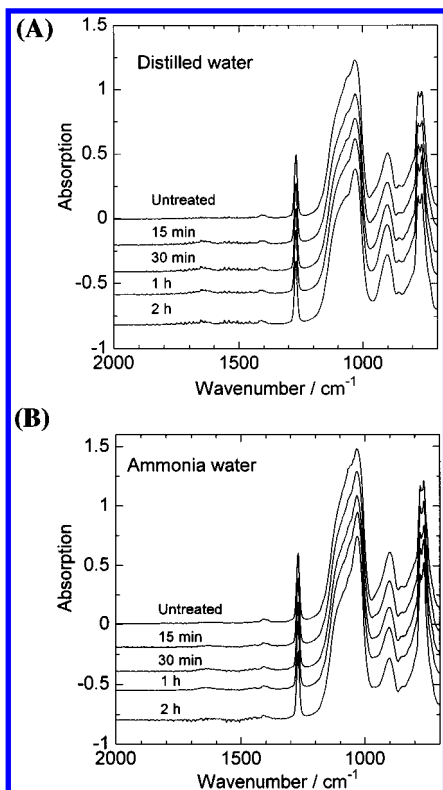 (A)
1.5
Distilled water
1
0.5
Absorption
Untreated
0
15 min
30 min
-0.5
1 h
2 h
-1
2000
1500
1000
Wavenumber / cm-1
(B)
1.5
Ammonia water
1
0.5
Absorption
Untreated
0
15 min
30 min
-0.5
1 h
2 h
-1
2000
1500
1000
Wavenumber / cm-1